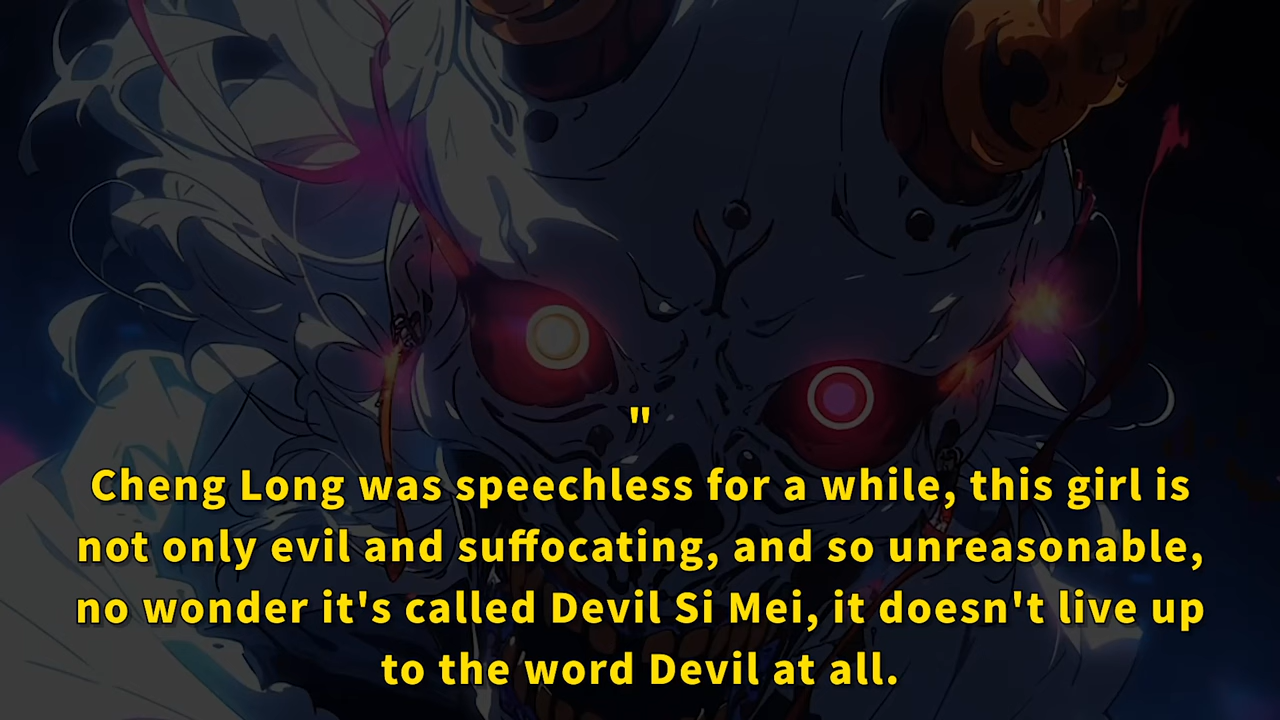 "
Cheng Long was speechless for a while, this girl is
not only evil and suffocating, and so unreasonable,
no wonder it's called Devil Si Mei, it doesn't live up
to the word Devil at all.